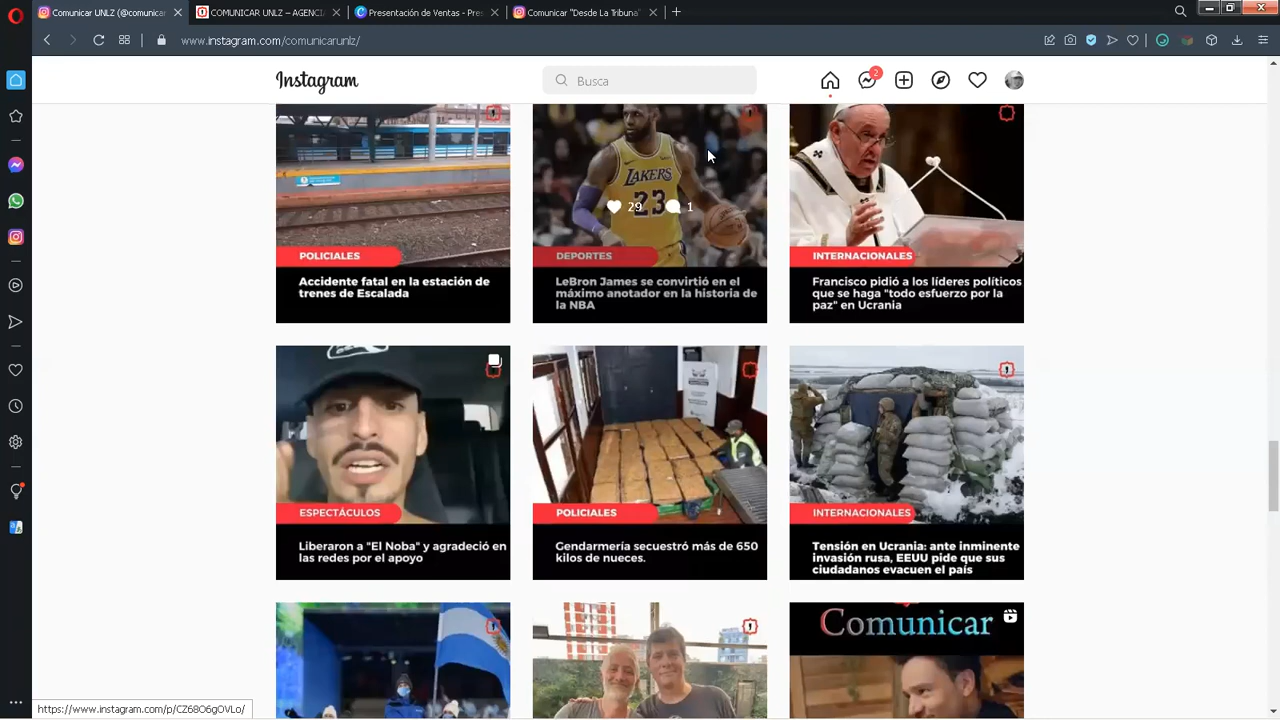 Comunicar UNLZ (@comunicar
COMUNICAR UNLZ – AGENCI
Presentación de Ventas - Pres
Comunicar "Desde La Tribuna"
www.instagram.com/comunicarunlz/
Instagram
Busca
2
LAKERS
23
29
1
POLICIALES
Accidente fatal en la estación de
trenes de Escalada
DEPORTES
LeBron James se convirtió en el
máximo anotador en la historia de
la NBA
INTERNACIONALES
Francisco pidió a los líderes políticos
que se haga "todo esfuerzo por la
paz" en Ucrania
ESPECTÁCULOS
Liberaron a "El Noba" y agradeció en
las redes por el apoyo
POLICIALES
Gendarmería secuestró más de 650
kilos de nueces.
INTERNACIONALES
Tensión en Ucrania: ante inminente
invasión rusa, EEUU pide que sus
ciudadanos evacuen el país
Comunicar
https://www.instagram.com/p/CZ68O6gOVLo/